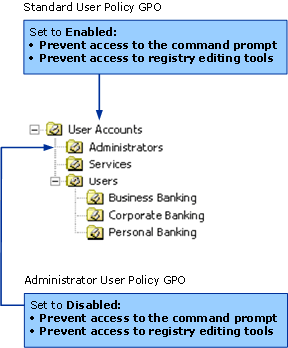 Standard User Policy GPO
Set to Enabled:
• Prevent access to the command prompt
• Prevent access to registry editing tools
User Accounts
Administrators
Services
Users
Business Banking
Corporate Banking
Personal Banking
Administrator User Policy GPO
Set to Disabled:
• Prevent access to the command prompt
• Prevent access to registry editing tools